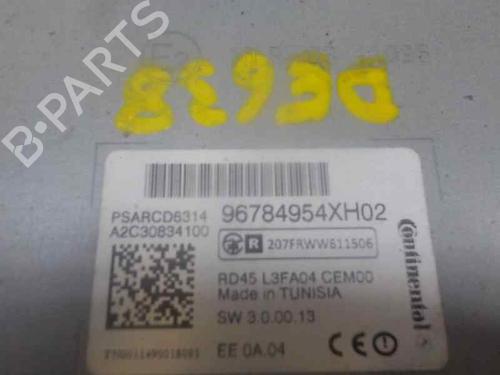 B-PARTS
DE638
PSARCD6314
96784954XH02
A2C30834100
R 207FRWW611506
RD45 L3FA04 CEM00
Made in TUNISIA
SW 3.0.00.13
EE 0A.04
CE
Continental